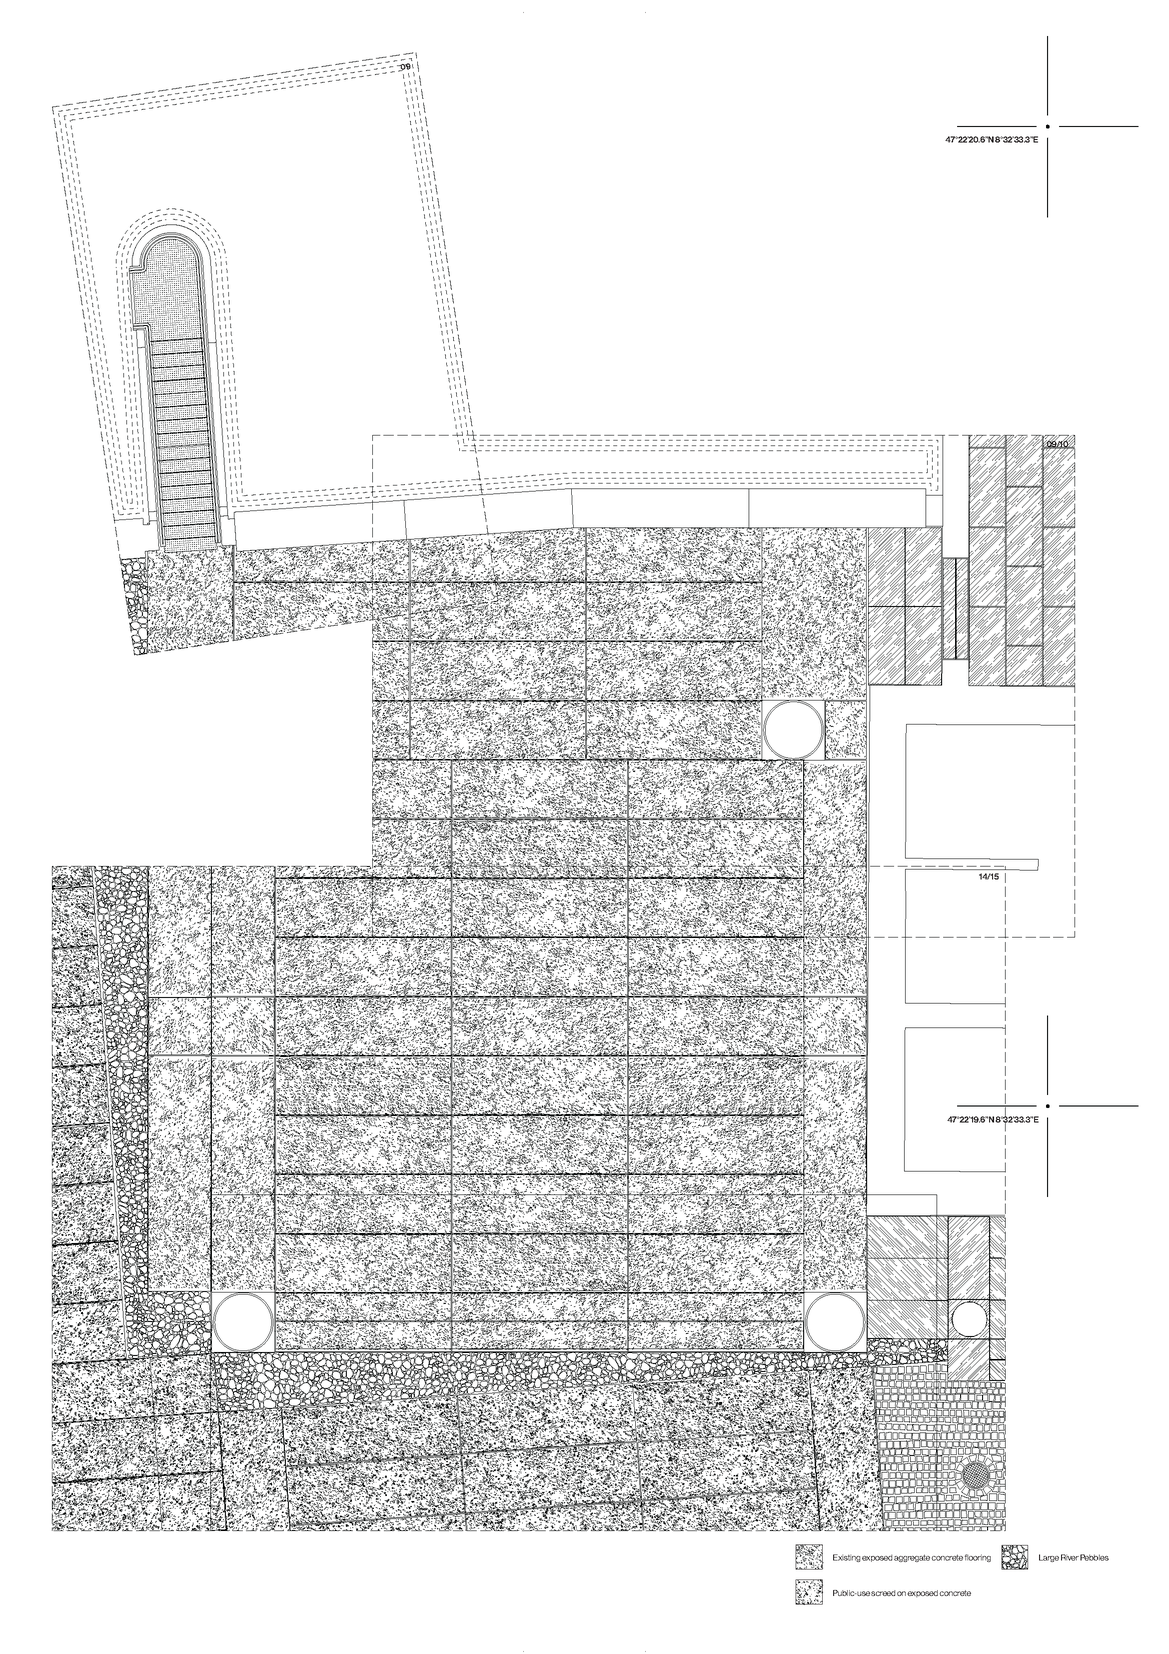 09
47°22'20.6"N 8°32'33.3"E
09/10
14/15
47°22'19.6"N 8°32'33.3"E
Existing exposed aggregate concrete flooring
Large River Pebbles
Public-use screed on exposed concrete